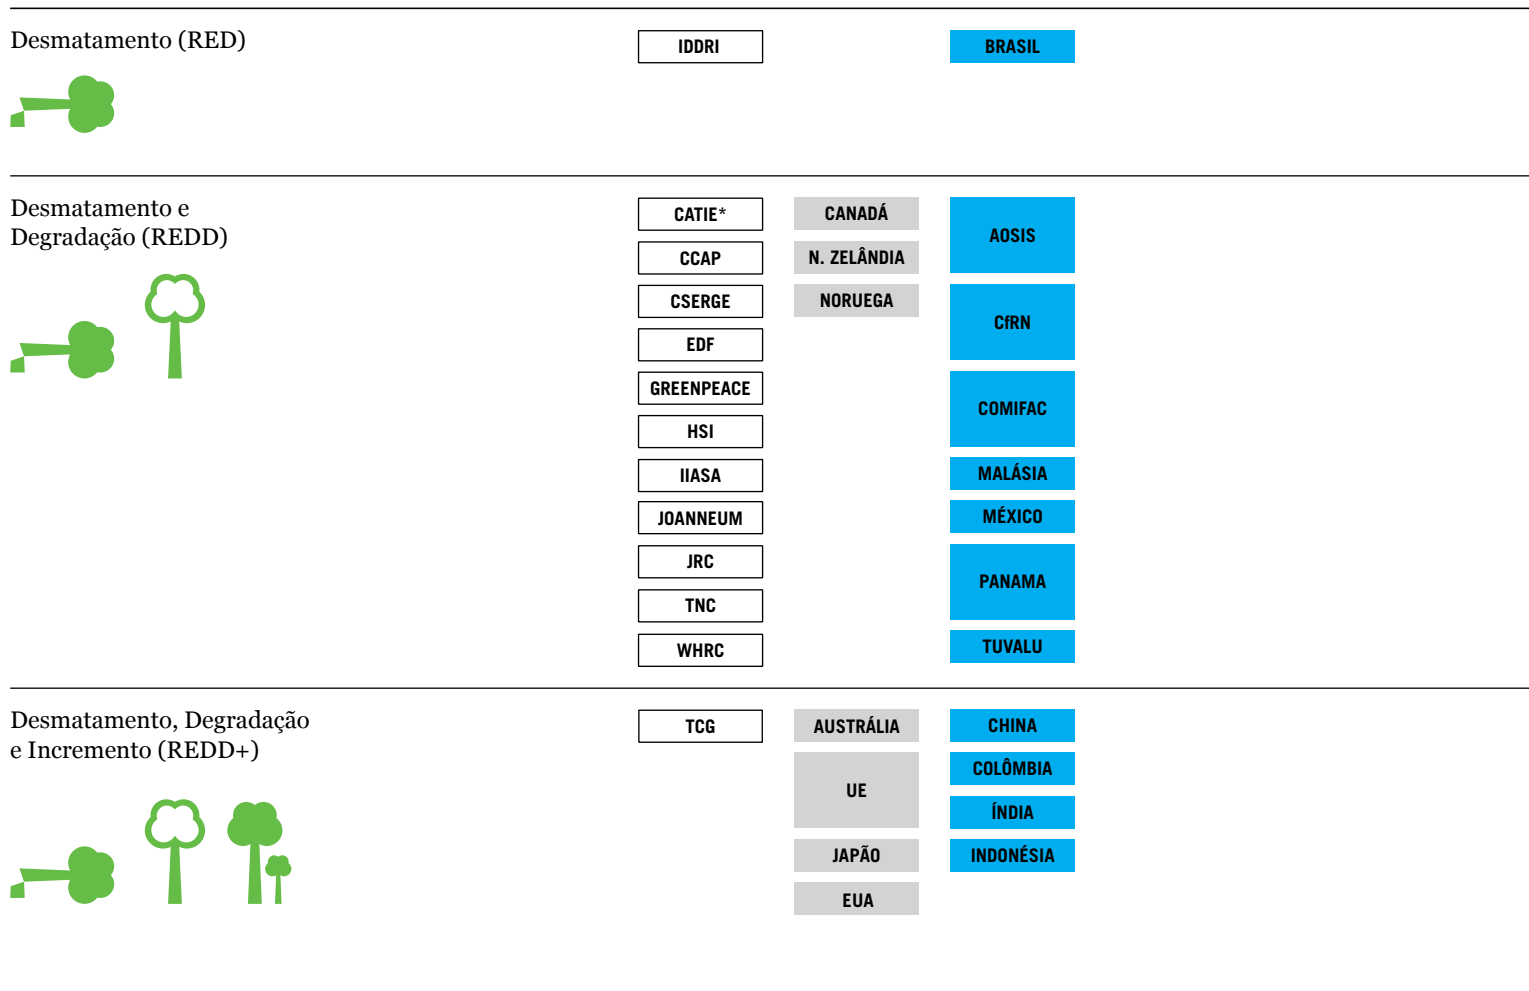 Desmatamento (RED)
IDDRI
BRASIL
Desmatamento e
Degradação (REDD)
CATIE*
CCAP
CSERGE
EDF
GREENPEACE
HSI
IIASA
JOANNEUM
JRC
TNC
WHRC
CANADÁ
N. ZELÂNDIA
NORUEGA
AOSIS
CfRN
COMIFAC
MALÁSIA
MÉXICO
PANAMA
TUVALU
Desmatamento, Degradação
e Incremento (REDD+)
TCG
AUSTRÁLIA
UE
JAPÃO
EUA
CHINA
COLÔMBIA
ÍNDIA
INDONÉSIA